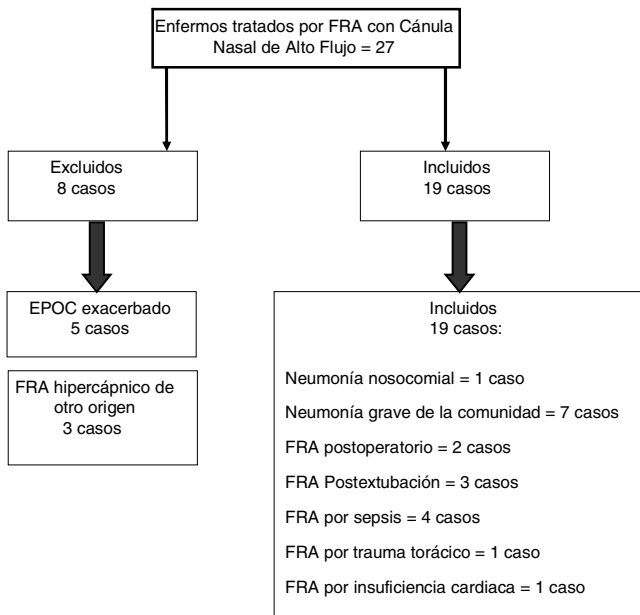 Enfermos tratados por FRA con Cánula
Nasal de Alto Flujo = 27
Excluidos
8 casos
Incluidos
19 casos
EPOC exacerbado
5 casos
FRA hipercápnico de
otro origen
3 casos
Incluidos
19 casos:
Neumonía nosocomial = 1 caso
Neumonía grave de la comunidad = 7 casos
FRA postoperatorio = 2 casos
FRA Postextubación = 3 casos
FRA por sepsis = 4 casos
FRA por trauma torácico = 1 caso
FRA por insuficiencia cardiaca = 1 caso